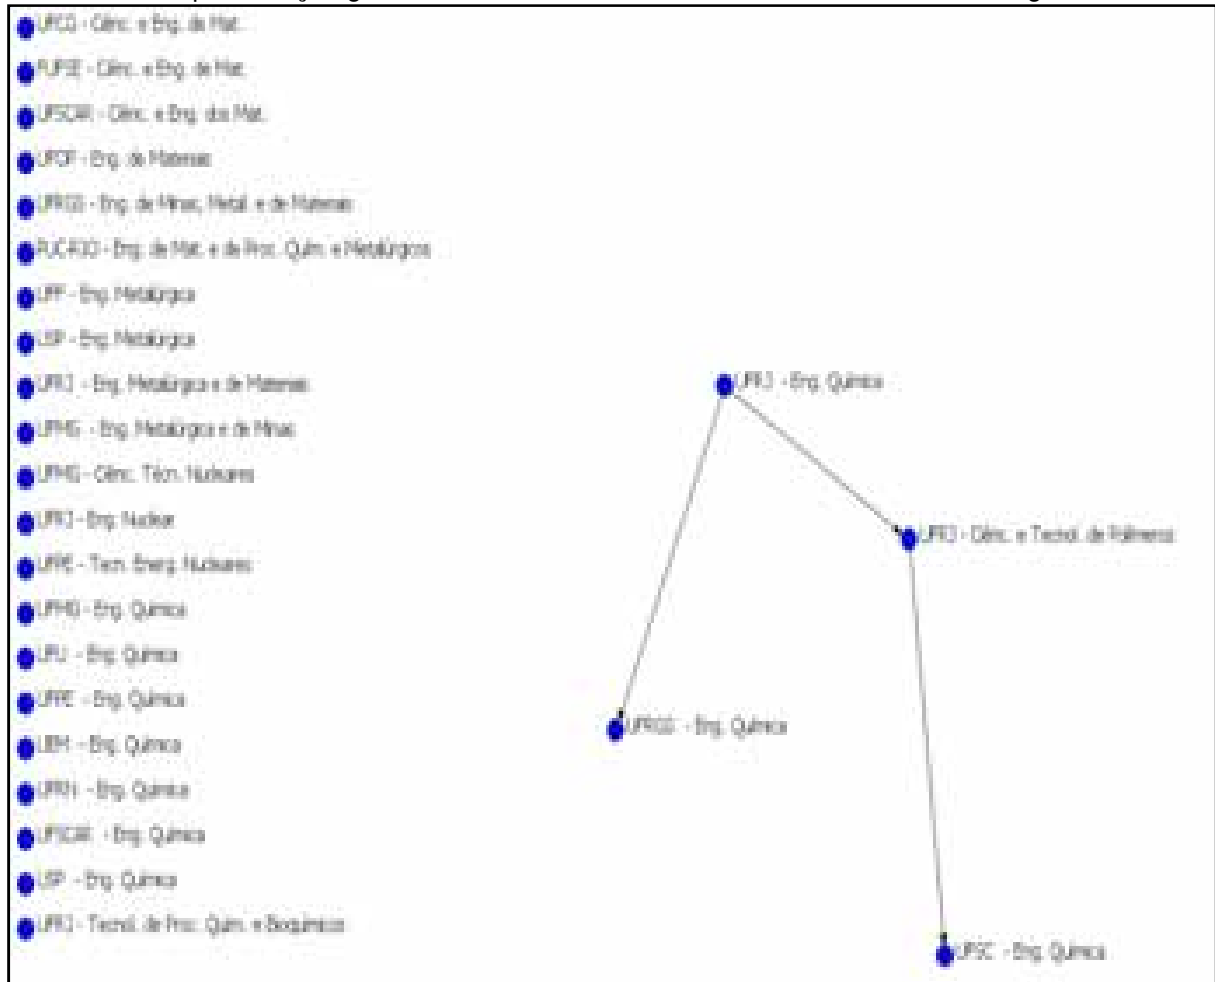 UFCG - Ciênc. e Eng. de Mat.
FUFSE - Ciênc. e Eng. de Mat.
UFSCAR - Ciênc. e Eng. dos Mat.
UFOP - Eng. de Materiais
UFRGS - Eng. de Minas, Metal. e de Materiais
PUC-RIO - Eng. de Mat. e de Proc. Quím. e Metalúrgicos
UFF - Eng. Metalúrgica
USP - Eng. Metalúrgica
UFRJ - Eng. Metalúrgica e de Materiais
UFRJ - Eng. Química
UFMG - Eng. Metalúrgica e de Minas
UFMG - Ciênc. Técn. Nucleares
UFRJ - Eng. Nuclear
UFRJ - Ciênc. e Tecnol. de Polímeros
UFPE - Tecn. Energ. Nucleares
UFMG - Eng. Química
UFU - Eng. Química
UFPE - Eng. Química
UFRGS - Eng. Química
UEM - Eng. Química
UFRN - Eng. Química
UFSCAR - Eng. Química
USP - Eng. Química
UFRJ - Tecnol. de Proc. Quím. e Bioquímicos
UFSC - Eng. Química